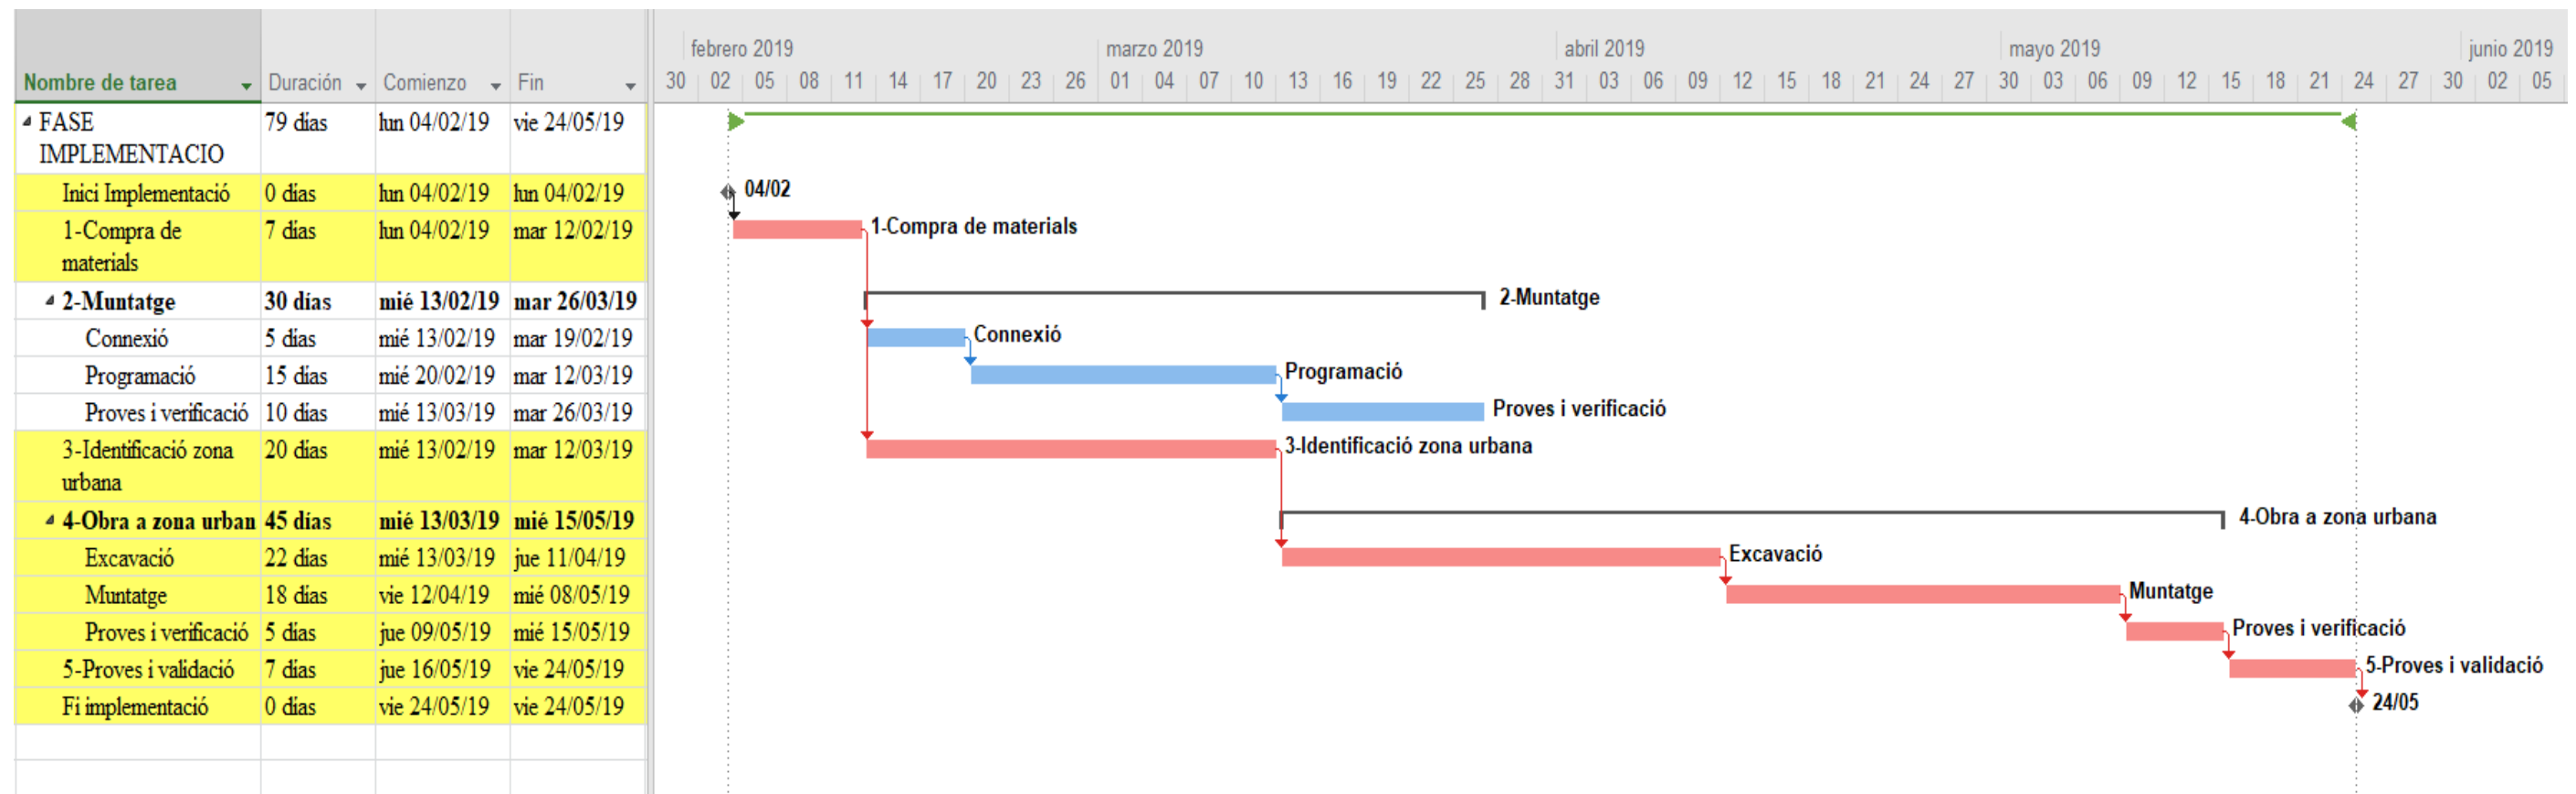 febrero 2019 marzo 2019 abril 2019 mayo 2019 junio 2019
Nombre de tarea Duración Comienzo Fin 30 02 05 08 11 14 17 20 23 26 01 04 07 10 13 16 19 22 25 28 31 03 06 09 12 15 18 21 24 27 30 03 06 09 12 15 18 21 24 27 30 02 05
FASE 79 días lun 04/02/19 vie 24/05/19
IMPLEMENTACIO
Inici Implementació 0 días lun 04/02/19 lun 04/02/19 04/02
1-Compra de 7 días lun 04/02/19 mar 12/02/19 1-Compra de materials
materials
2-Muntatge 30 días mié 13/02/19 mar 26/03/19 2-Muntatge
Connexió 5 días mié 13/02/19 mar 19/02/19 Connexió
Programació 15 días mié 20/02/19 mar 12/03/19 Programació
Proves i verificació 10 días mié 13/03/19 mar 26/03/19 Proves i verificació
3-Identificació zona 20 días mié 13/02/19 mar 12/03/19 3-Identificació zona urbana
urbana
4-Obra a zona urban 45 días mié 13/03/19 mié 15/05/19 4-Obra a zona urbana
Excavació 22 días mié 13/03/19 jue 11/04/19 Excavació
Muntatge 18 días vie 12/04/19 mié 08/05/19 Muntatge
Proves i verificació 5 días jue 09/05/19 mié 15/05/19 Proves i verificació
5-Proves i validació 7 días jue 16/05/19 vie 24/05/19 5-Proves i validació
Fi implementació 0 días vie 24/05/19 vie 24/05/19 24/05